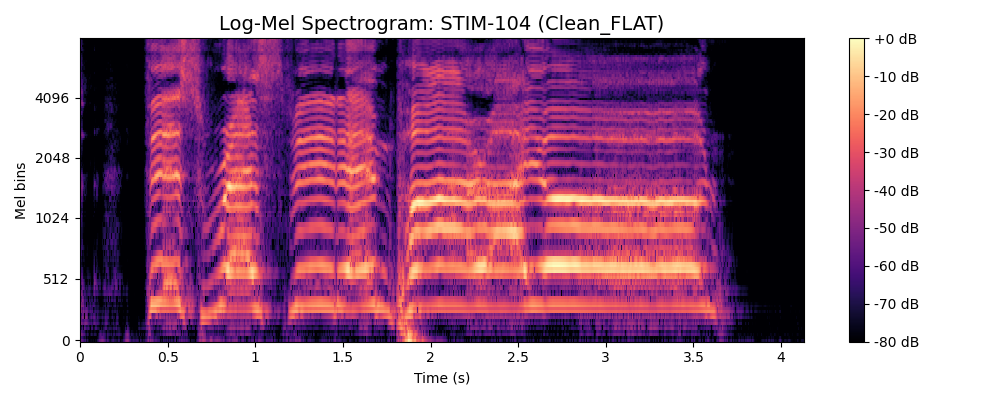 Log-Mel Spectrogram: STIM-104 (Clean_FLAT)
Mel bins
4096
2048
1024
512
0
0 0.5 1 1.5 2 2.5 3 3.5 4
Time (s)
+0 dB
-10 dB
-20 dB
-30 dB
-40 dB
-50 dB
-60 dB
-70 dB
-80 dB